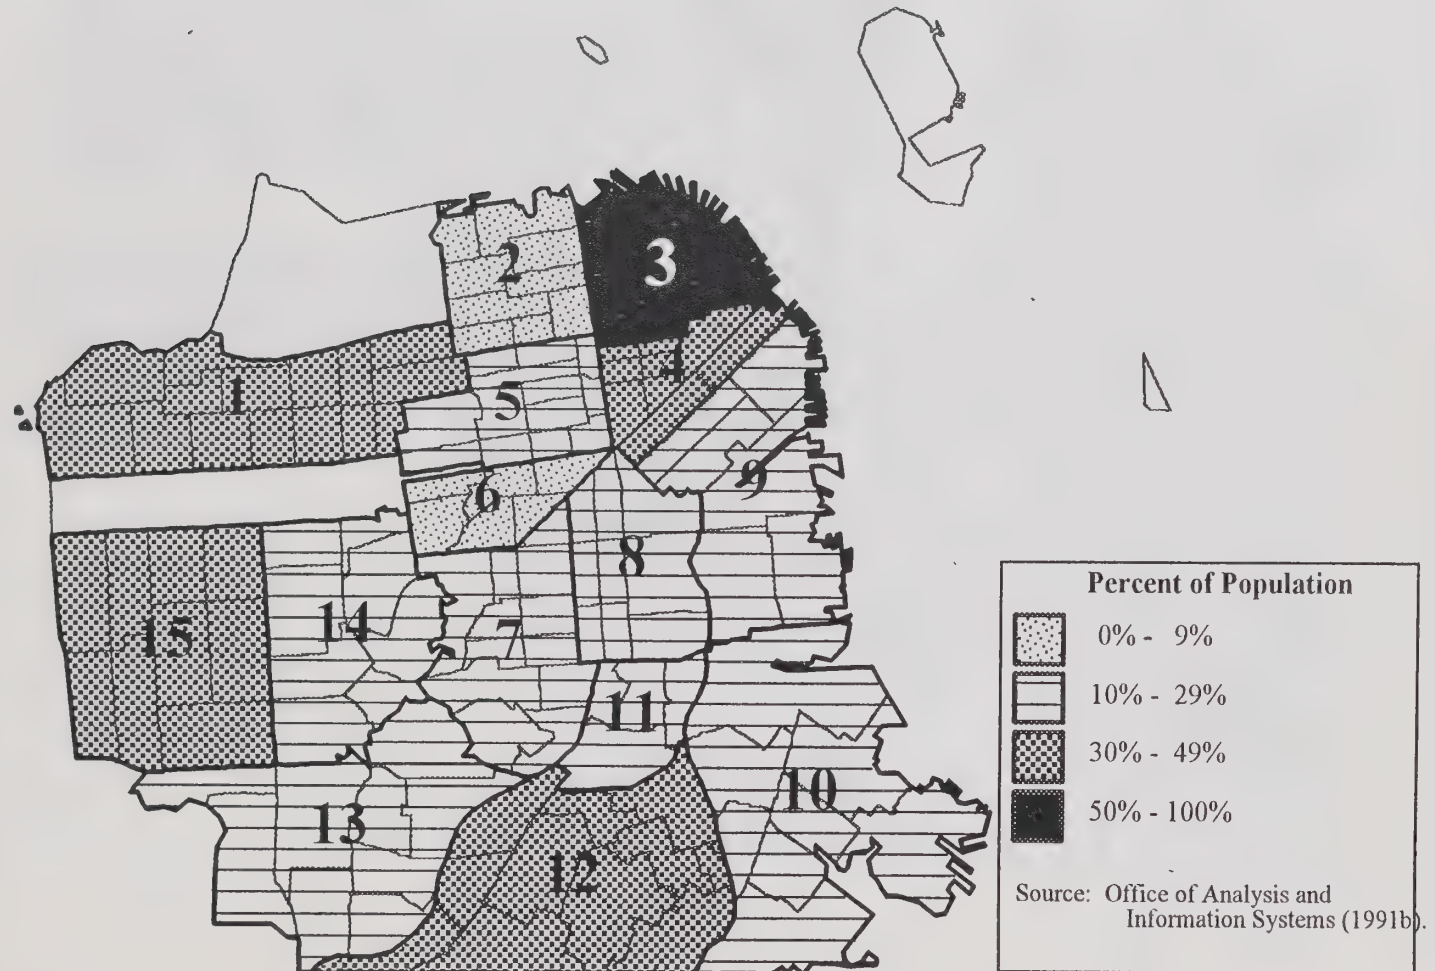 2
3
1
4
5
6
9
8
15
14
7
11
10
13
12
Percent of Population
0% - 9%
10% - 29%
30% - 49%
50% - 100%
Source: Office of Analysis and
Information Systems (1991b).